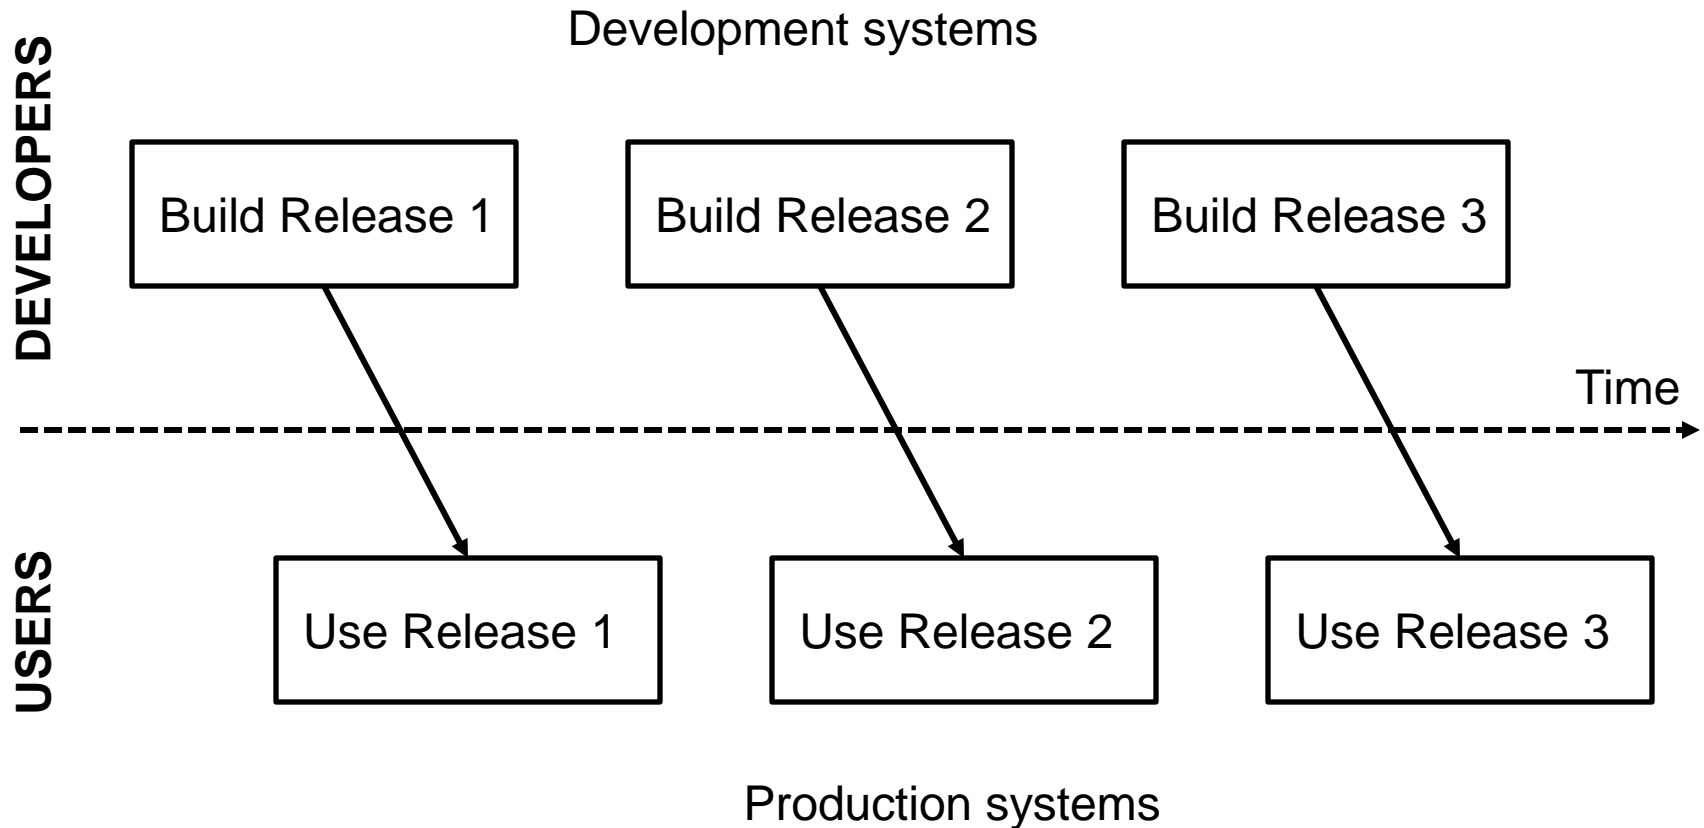 Development systems
DEVELOPERS
Build Release 1
Build Release 2
Build Release 3
Time
USERS
Use Release 1
Use Release 2
Use Release 3
Production systems